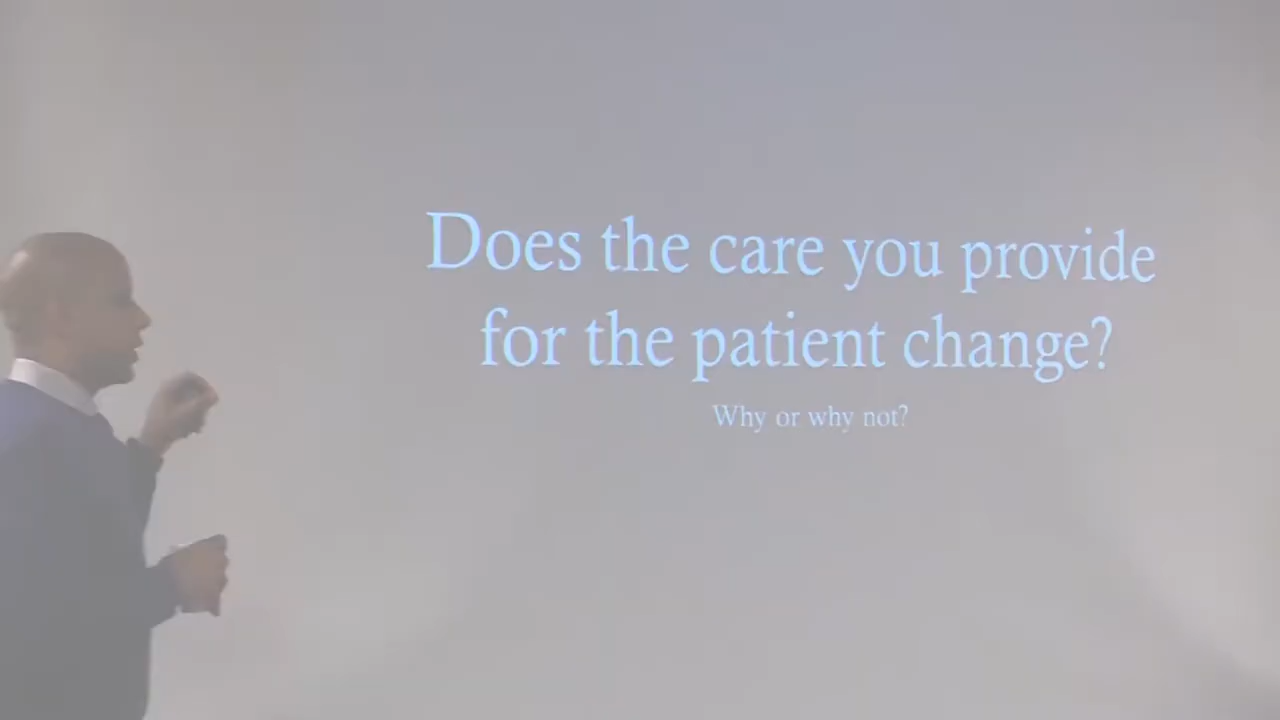 Does the care you provide
for the patient change?
Why or why not?